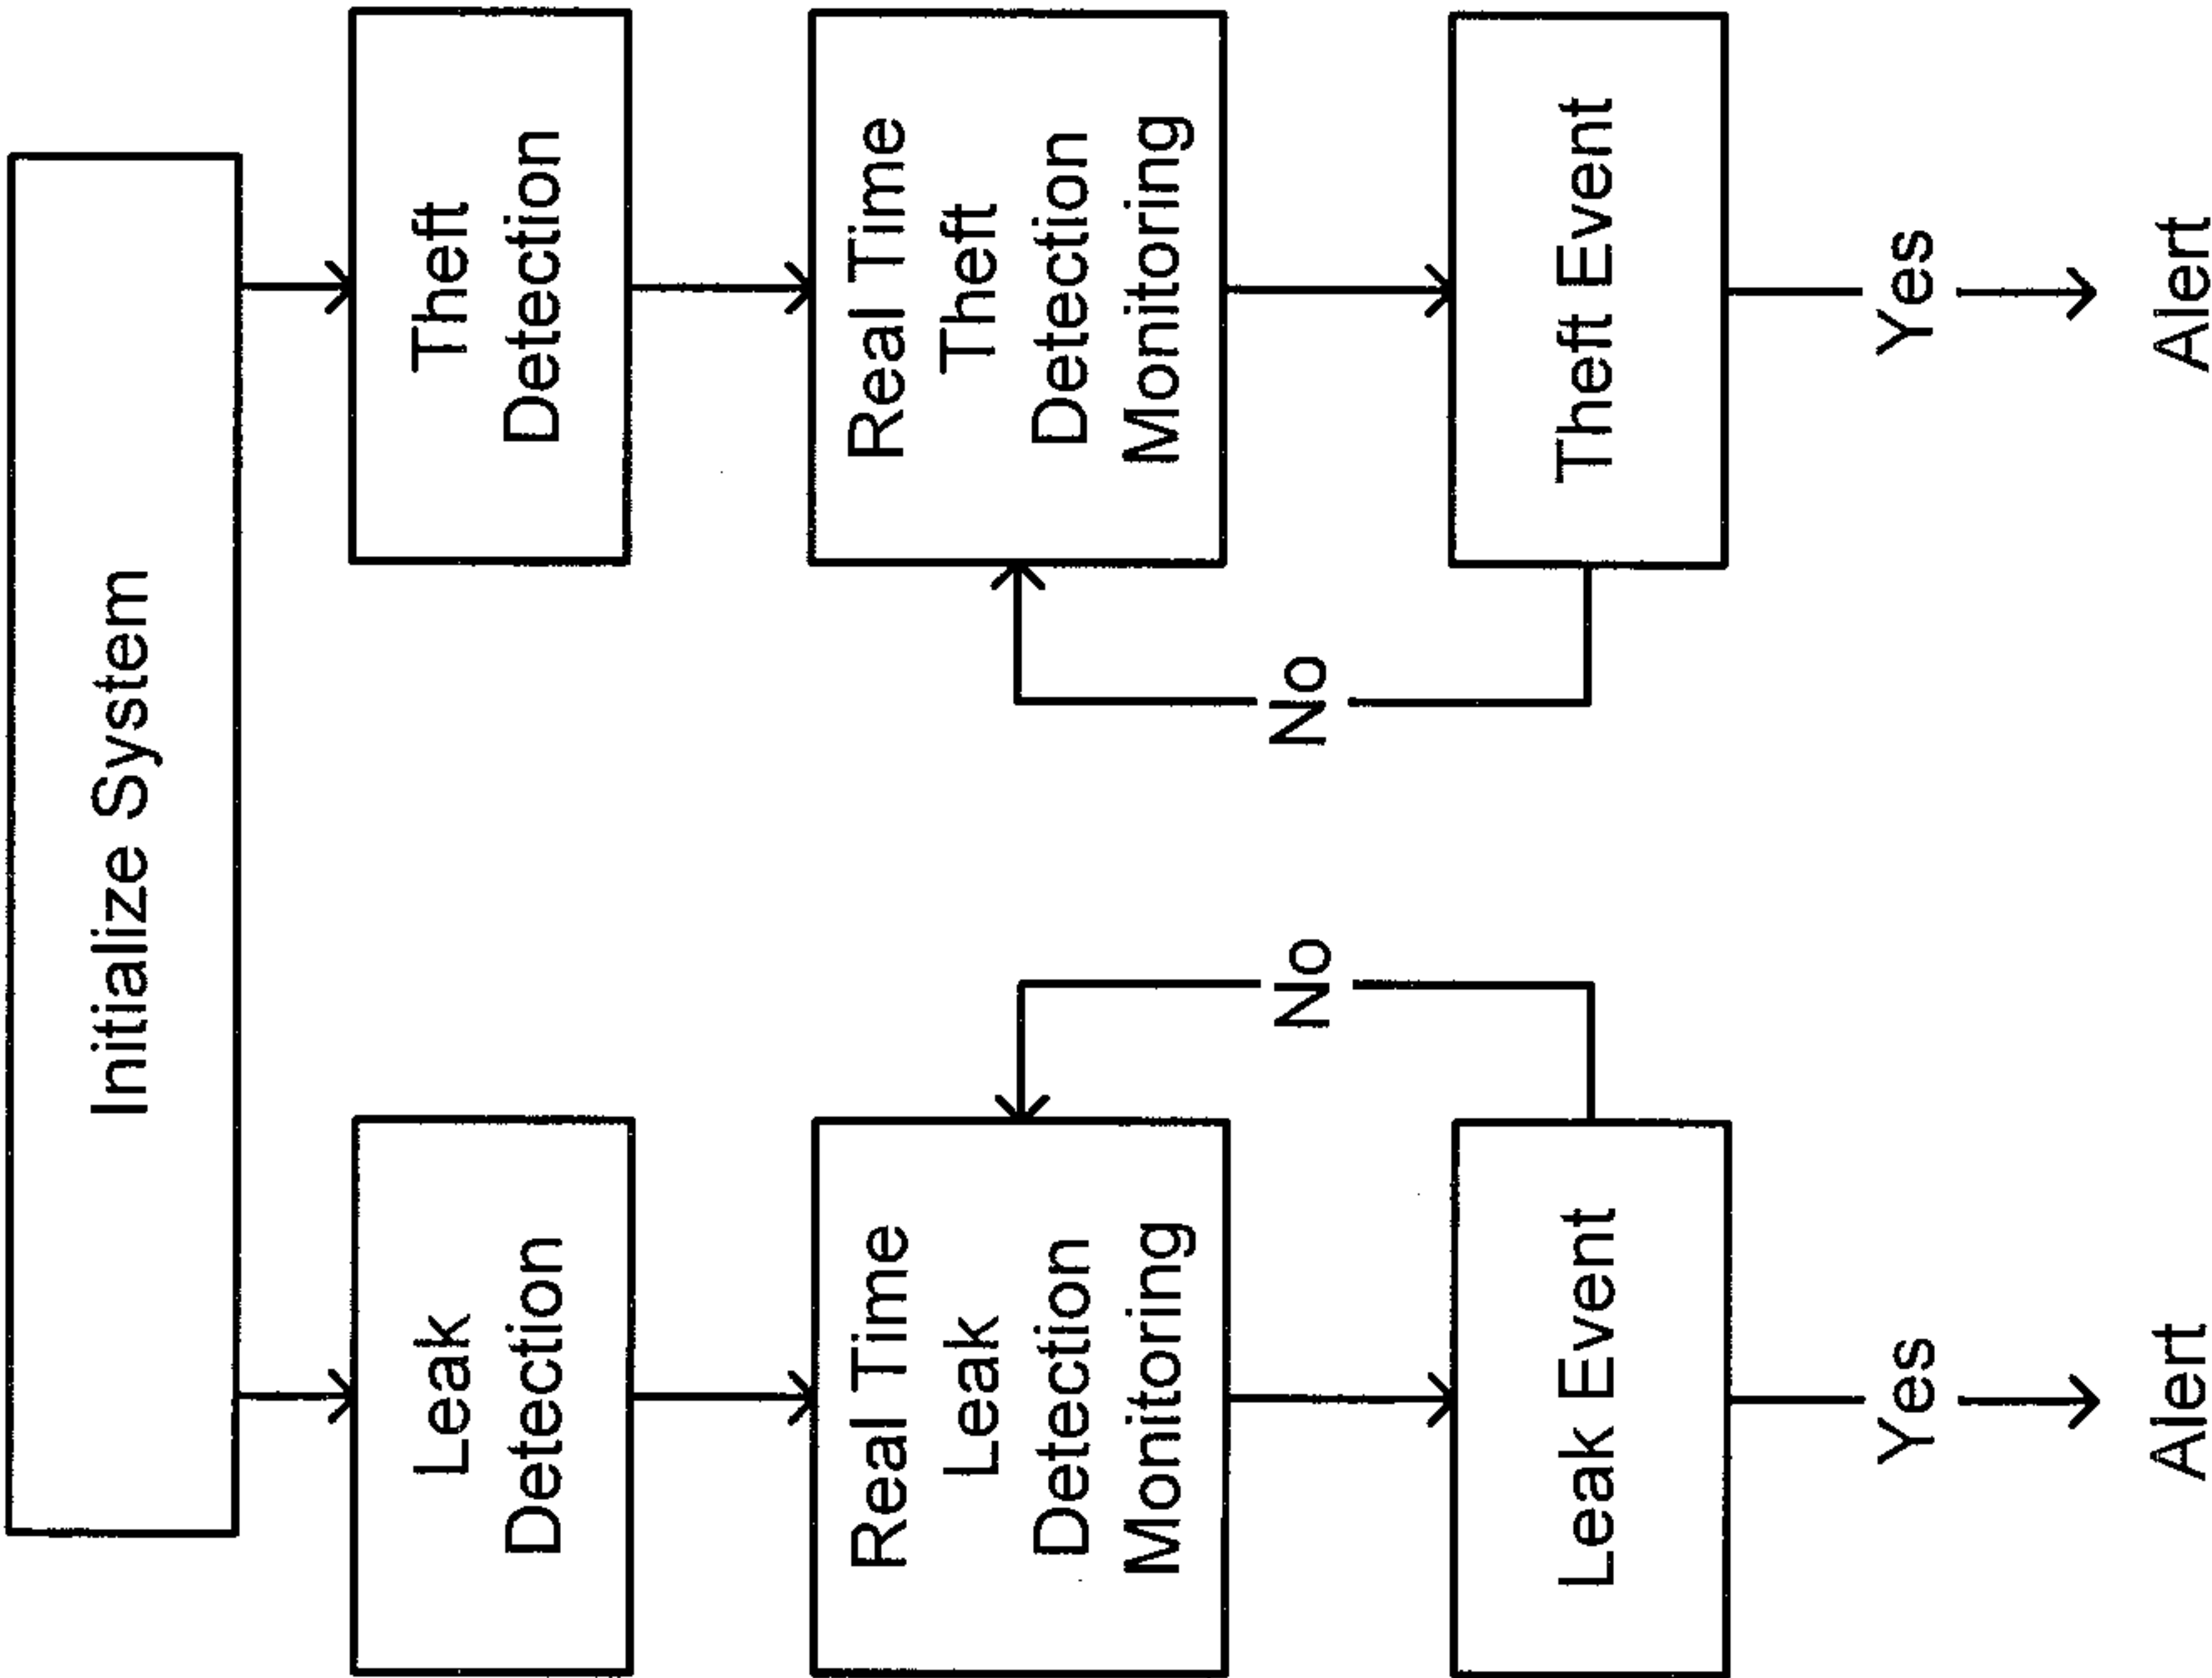 Initialize System
Leak
Detection
Real Time
Leak
Detection
Monitoring
No
Leak Event
Yes
Alert
Theft
Detection
Real Time
Theft
Detection
Monitoring
No
Theft Event
Yes
Alert